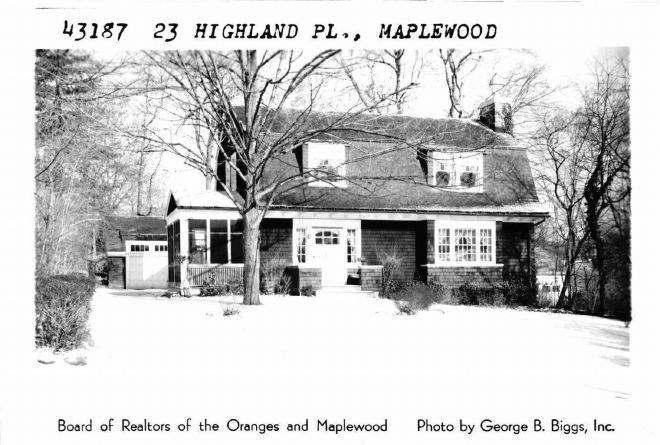 43187 23 HIGHLAND PL., MAPLEWOOD
Board of Realtors of the Oranges and Maplewood Photo by George B. Biggs, Inc.